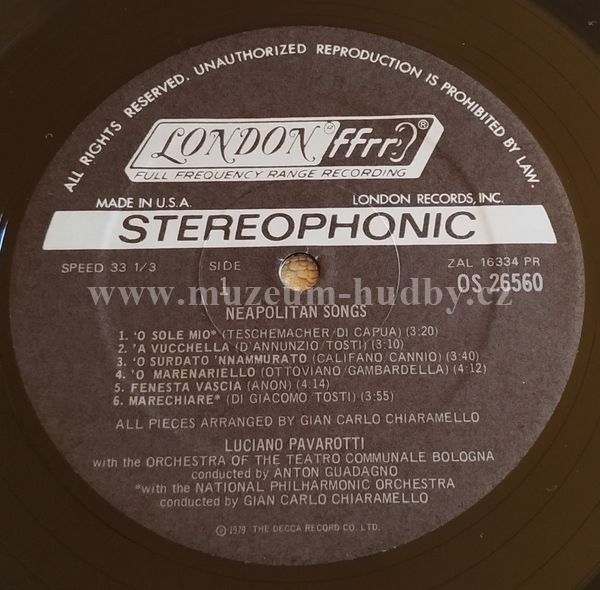 ALL RIGHTS RESERVED. UNAUTHORIZED REPRODUCTION IS PROHIBITED BY LAW.
LONDON ffrr ®
FULL FREQUENCY RANGE RECORDING
MADE IN U.S.A. LONDON RECORDS, INC.
STEREOPHONIC
SPEED 33 1/3 SIDE 1 ZAL 16334 PR
OS 26560
www.muzeum-hudby.cz
NEAPOLITAN SONGS
1. 'O SOLE MIO* (TESCHEMACHER/DI CAPUA) (3:20)
2. 'A VUCCHELLA (D'ANNUNZIO/TOSTI) (3:10)
3. 'O SURDATO 'NNAMMURATO (CALIFANO/CANNIO) (3:40)
4. 'O MARENARIELLO (OTTOVIANO/GAMBARDELLA) (4:12)
5. FENESTA VASCIA (ANON) (4:14)
6. MARECHIARE* (DI GIACOMO/TOSTI) (3:55)
ALL PIECES ARRANGED BY GIAN CARLO CHIARAMELLO
LUCIANO PAVAROTTI
with the ORCHESTRA OF THE TEATRO COMMUNALE BOLOGNA
conducted by ANTON GUADAGNO
*with the NATIONAL PHILHARMONIC ORCHESTRA
conducted by GIAN CARLO CHIARAMELLO
℗ 1979 THE DECCA RECORD CO. LTD.